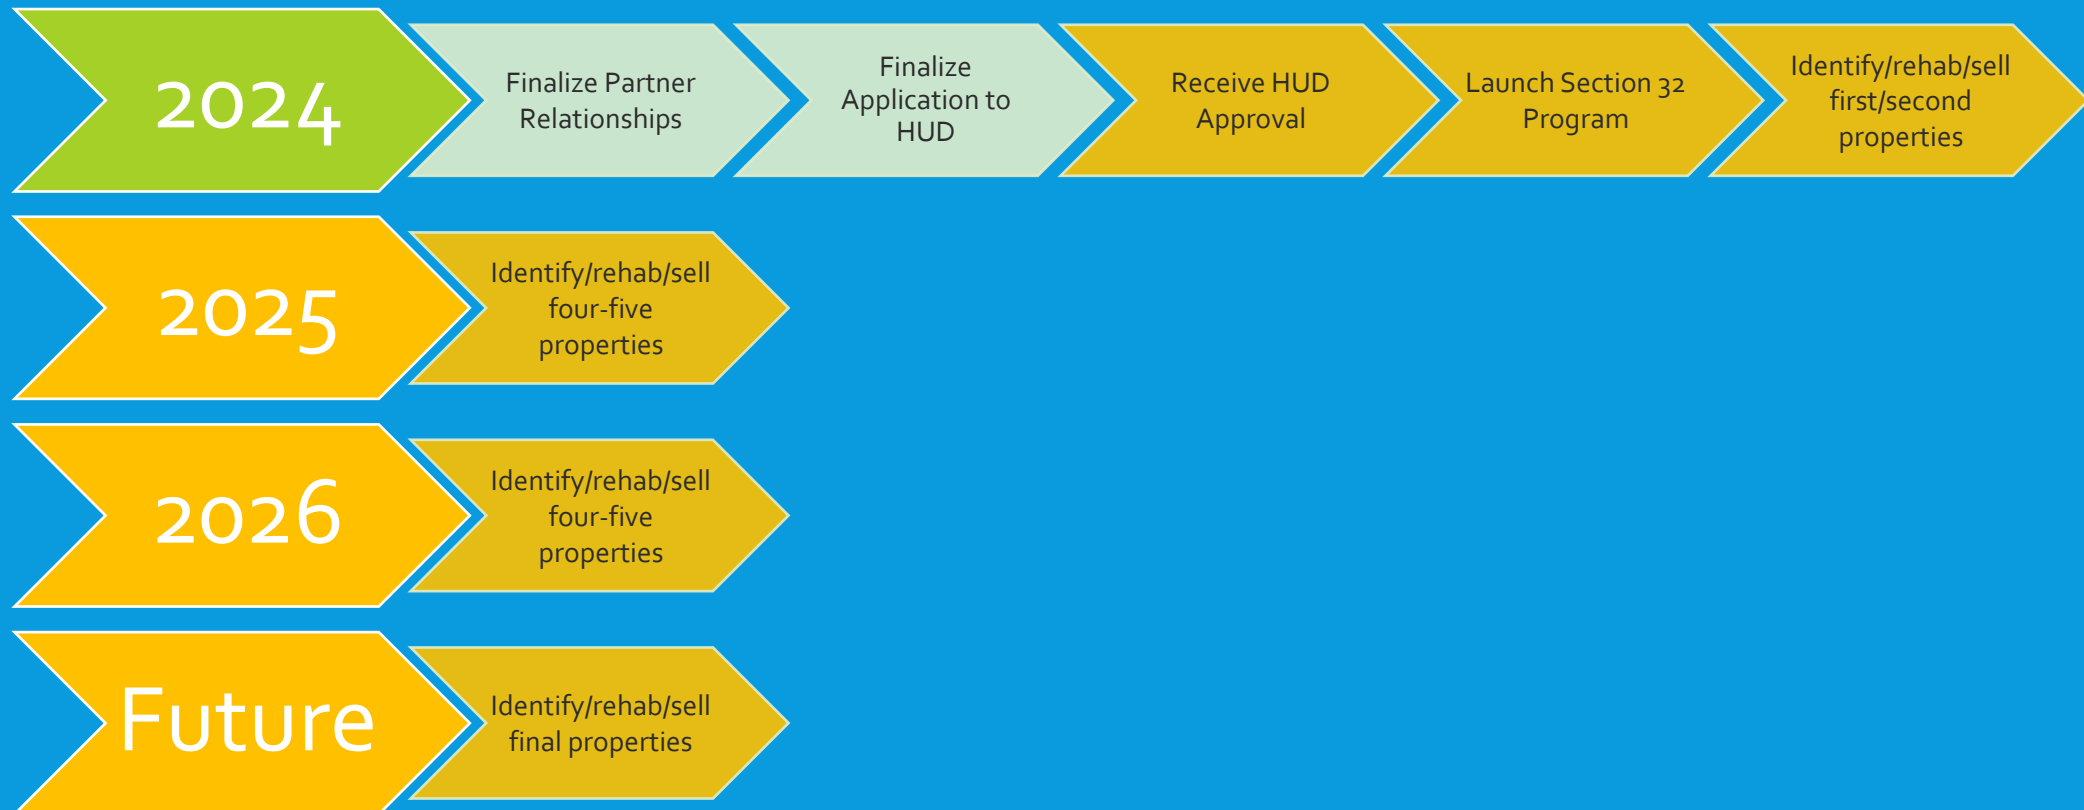 2024
Finalize Partner
Relationships
Finalize
Application to
HUD
Receive HUD
Approval
Launch Section 32
Program
Identify/rehab/sell
first/second
properties
2025
Identify/rehab/sell
four-five
properties
2026
Identify/rehab/sell
four-five
properties
Future
Identify/rehab/sell
final properties